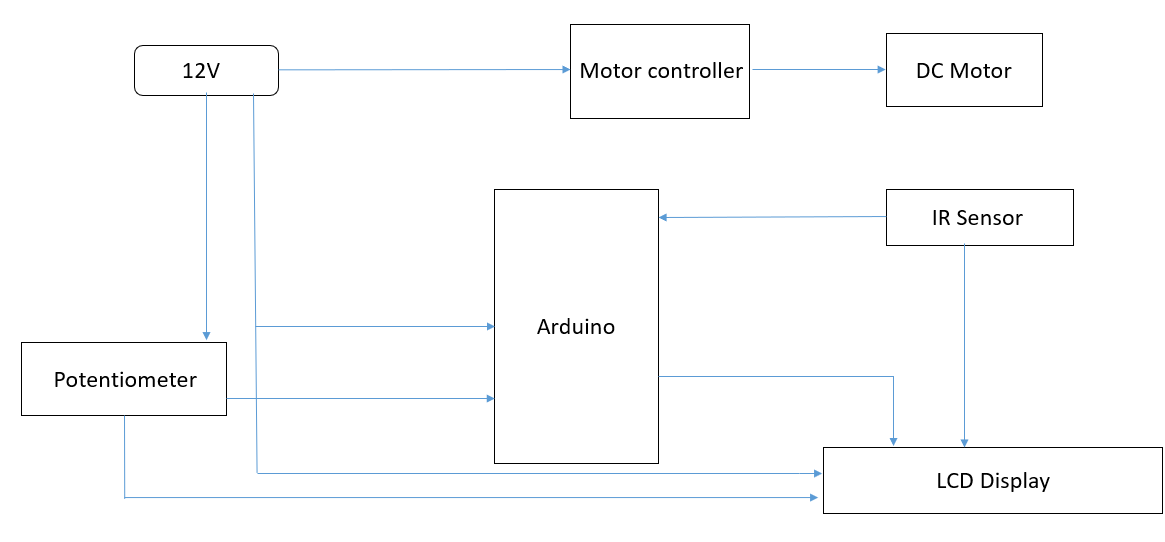 12V
Motor controller
DC Motor
IR Sensor
Arduino
Potentiometer
LCD Display